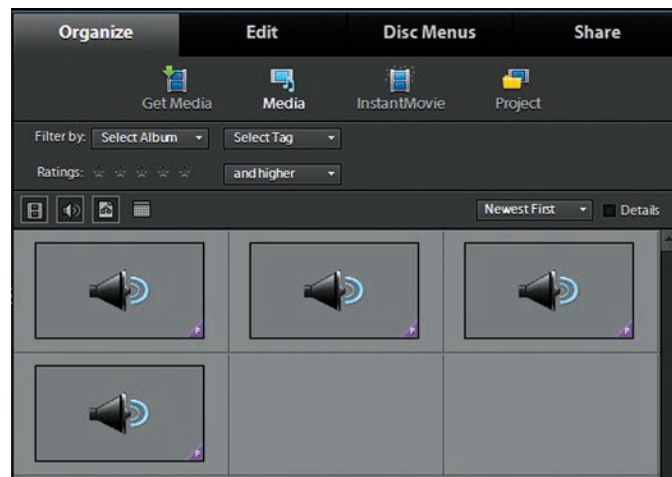 Organize Edit Disc Menus Share
Get Media Media InstantMovie Project
Filter by: Select Album Select Tag
Ratings: and higher
Newest First Details
P P P
P